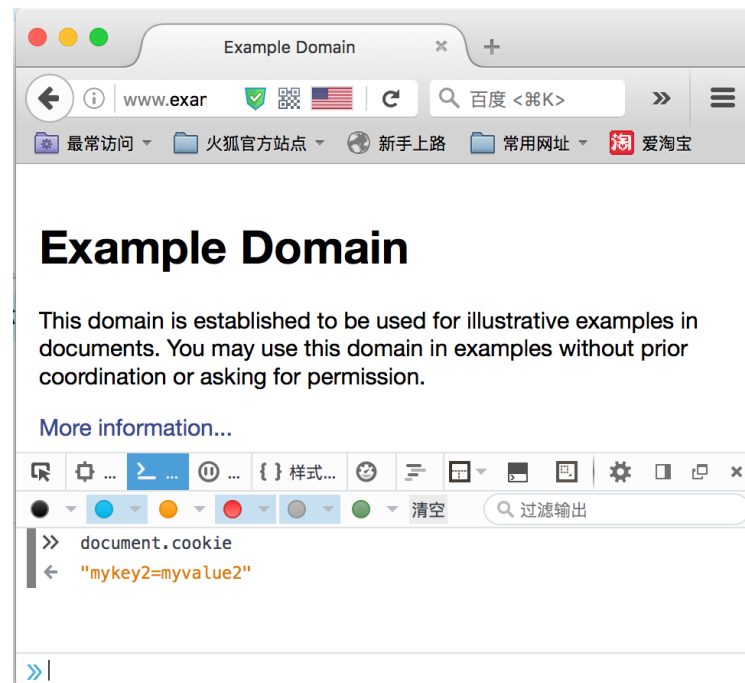 Example Domain
www.exar
百度 <⌘K>
最常访问 火狐官方站点 新手上路 常用网址 淘 爱淘宝
Example Domain
This domain is established to be used for illustrative examples in
documents. You may use this domain in examples without prior
coordination or asking for permission.
More information...
... ... ... { } 样式...
清空 过滤输出
document.cookie
"mykey2=myvalue2"